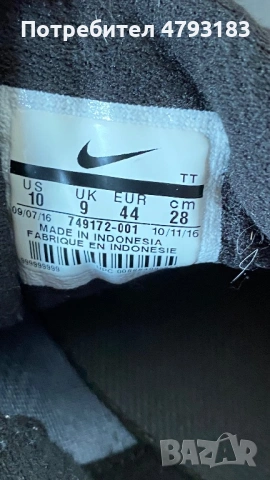 Потребител 4793183
TT
US UK EUR cm
10 9 44 28
09/07/16 749172-001 10/11/16
MADE IN INDONESIA
FABRIQUE EN INDONESIE
BAZAR